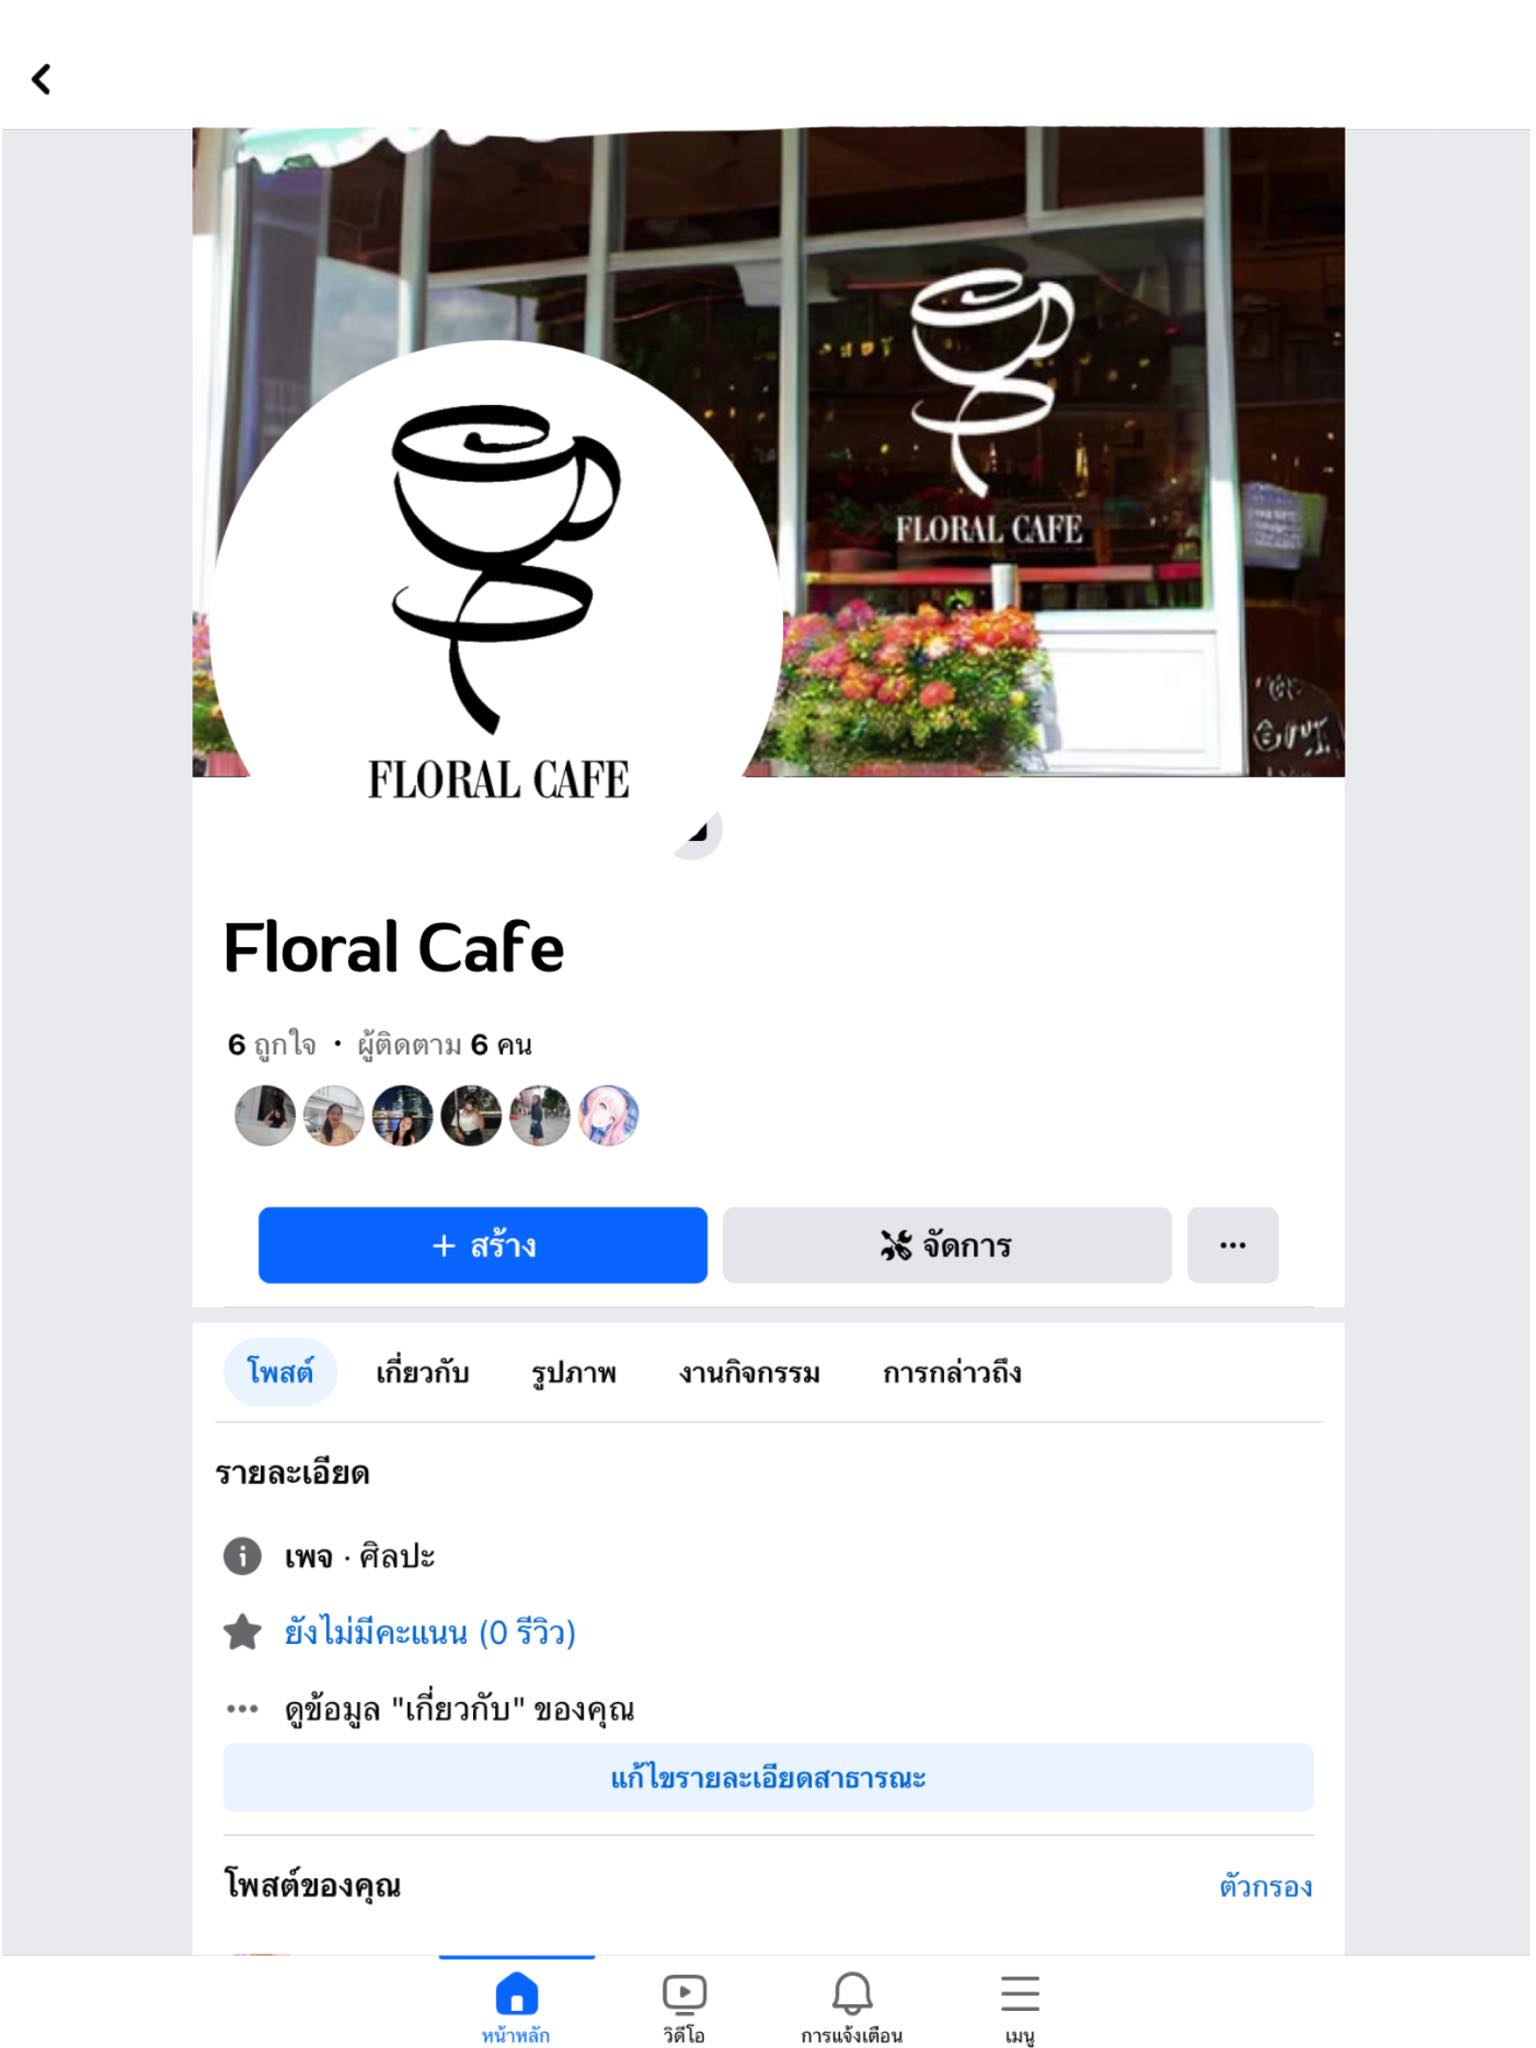 FLORAL CAFE
FLORAL CAFE
Floral Cafe
6 ถูกใจ · ผู้ติดตาม 6 คน
+ สร้าง
จัดการ
...
โพสต์ เกี่ยวกับ รูปภาพ งานกิจกรรม การกล่าวถึง
รายละเอียด
เพจ · ศิลปะ
ยังไม่มีคะแนน (0 รีวิว)
ดูข้อมูล "เกี่ยวกับ" ของคุณ
แก้ไขรายละเอียดสาธารณะ
โพสต์ของคุณ
ตัวกรอง
หน้าหลัก วิดีโอ การแจ้งเตือน เมนู